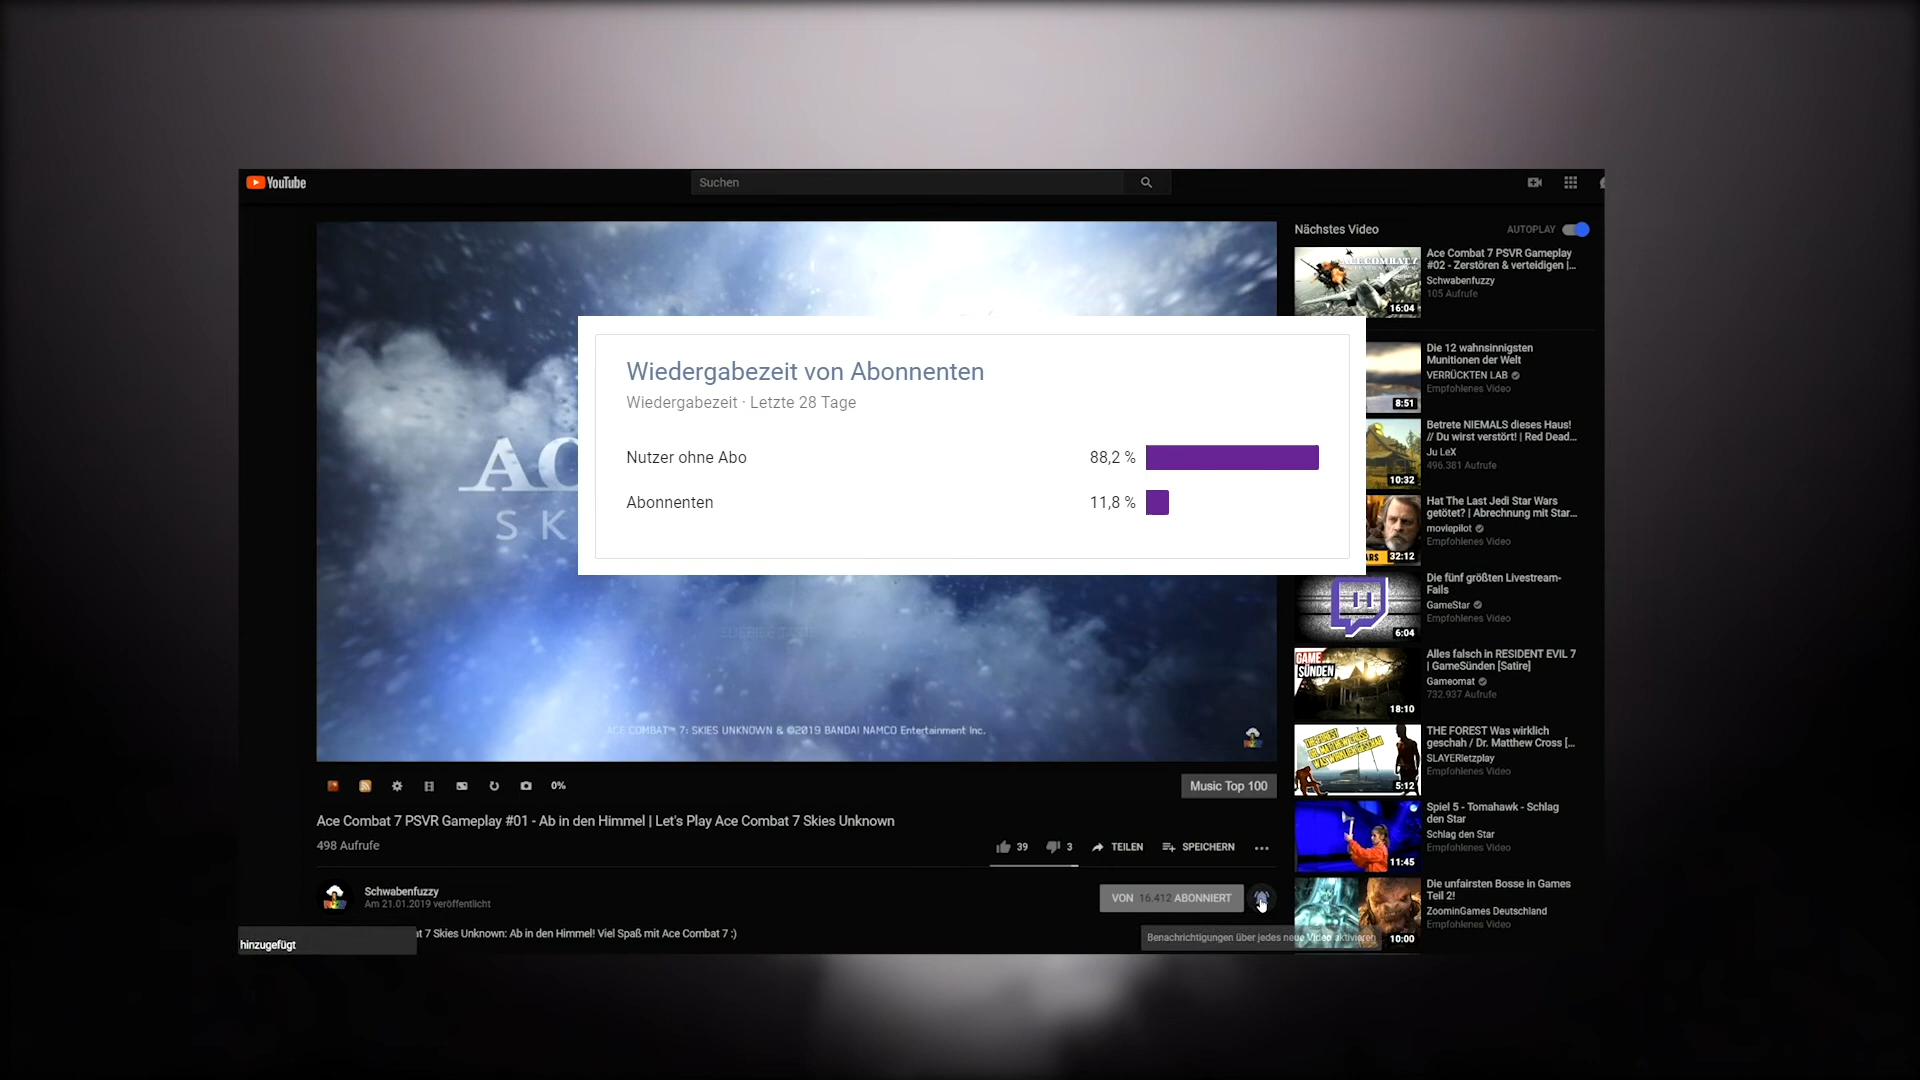 YouTube
Suchen
Nächstes Video
AUTOPLAY
Ace Combat 7 PSVR Gameplay
#02 - Zerstören & verteidigen |...
Schwabenfuzzy
105 Aufrufe
16:04
Wiedergabezeit von Abonnenten
Wiedergabezeit · Letzte 28 Tage
Nutzer ohne Abo 88,2 %
Abonnenten 11,8 %
Die 12 wahnsinnigsten
Munitionen der Welt
VERRÜCKTEN LAB
Empfohlenes Video
8:51
Betrete NIEMALS dieses Haus!
// Du wirst verstört! | Red Dead...
Ju LeX
496.381 Aufrufe
10:32
Hat The Last Jedi Star Wars
getötet? | Abrechnung mit Star...
moviepilot
Empfohlenes Video
32:12
Die fünf größten Livestream-
Fails
GameStar
Empfohlenes Video
6:04
GAME
SÜNDEN
Alles falsch in RESIDENT EVIL 7
| GameSünden [Satire]
Gameomat
732.937 Aufrufe
18:10
THE FOREST Was wirklich
geschah / Dr. Matthew Cross [...
SLAYERletzplay
Empfohlenes Video
5:12
Spiel 5 - Tomahawk - Schlag
den Star
Schlag den Star
Empfohlenes Video
11:45
Die unfairsten Bosse in Games
Teil 2!
ZoominGames Deutschland
Empfohlenes Video
10:00
AC
SK
ACE COMBAT™ 7: SKIES UNKNOWN & ©2019 BANDAI NAMCO Entertainment Inc.
0%
Music Top 100
Ace Combat 7 PSVR Gameplay #01 - Ab in den Himmel | Let's Play Ace Combat 7 Skies Unknown
498 Aufrufe
39 3 TEILEN SPEICHERN
Schwabenfuzzy
Am 21.01.2019 veröffentlicht
VON 16.412 ABONNIERT
hinzugefügt
7 Skies Unknown: Ab in den Himmel! Viel Spaß mit Ace Combat 7 :)
Benachrichtigungen über jedes neue Video aktivieren